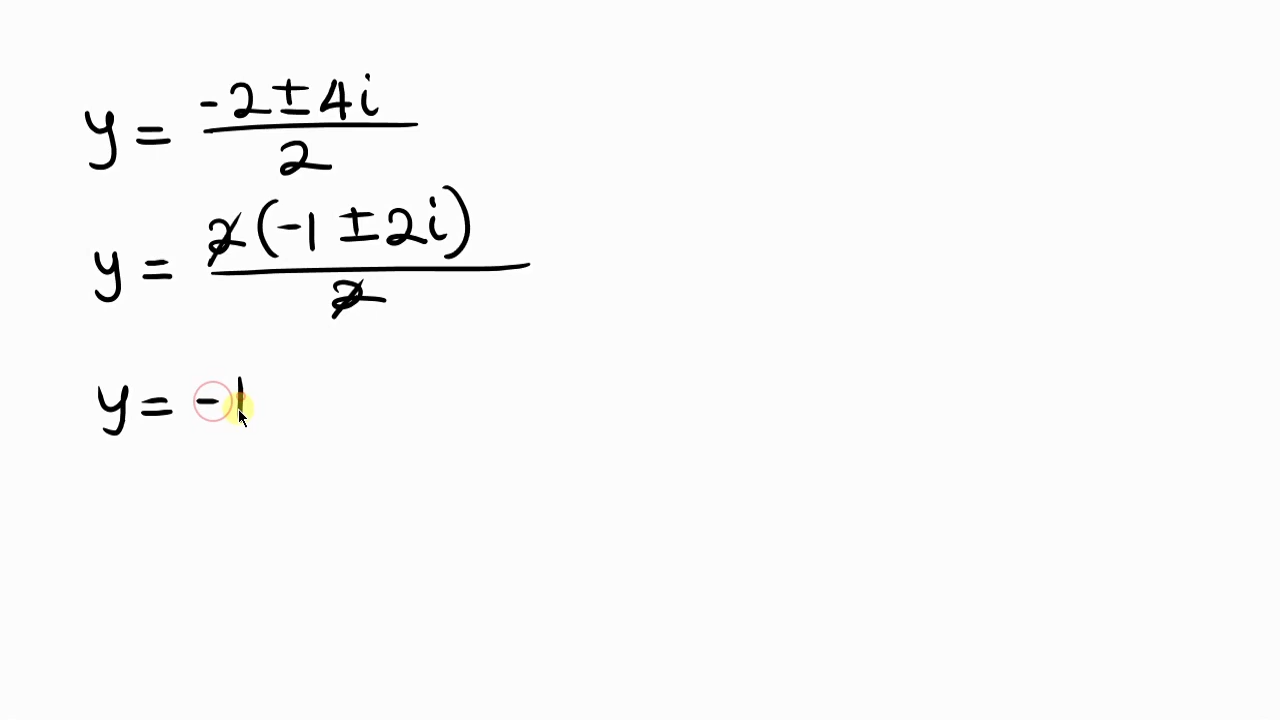 y = -2 ± 4i / 2
y = 2(-1 ± 2i) / 2
y = -1